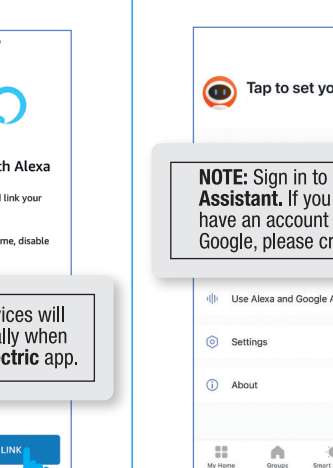 th Alexa
link your
me, disable
vices will
ally when
ectric app.
LINK
Tap to set yo
NOTE: Sign in to
Assistant. If you
have an account
Google, please cr
Use Alexa and Google A
Settings
About
My Home Groups Smart